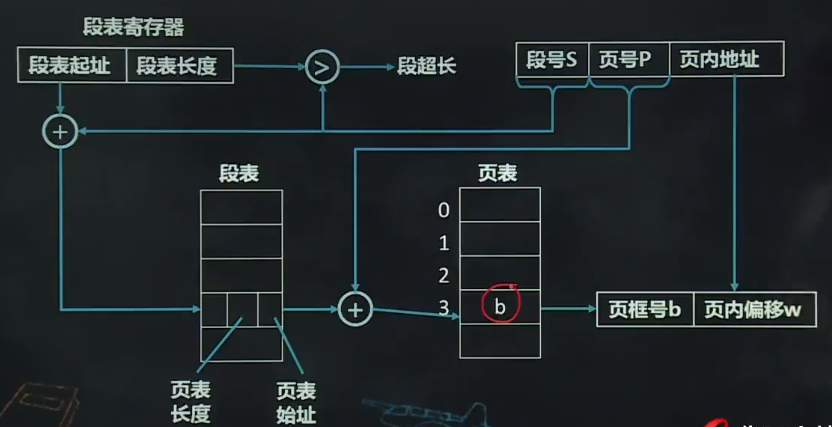 段表寄存器
段表起址 段表长度
>
段超长
段号S 页号P 页内地址
+
段表
页表
0
1
2
3 b
+
页框号b 页内偏移w
页表
长度
页表
始址